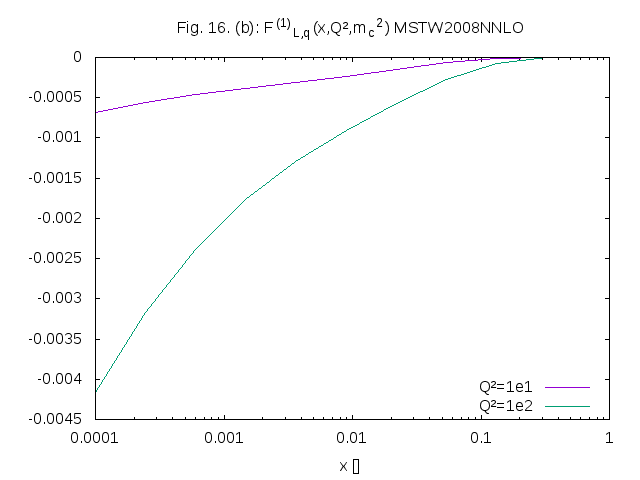 Fig. 16. (b): F⁽¹⁾L,q(x,Q²,mc²) MSTW2008NNLO
0
-0.0005
-0.001
-0.0015
-0.002
-0.0025
-0.003
-0.0035
-0.004
-0.0045
Q²=1e1
Q²=1e2
0.0001 0.001 0.01 0.1 1
x []